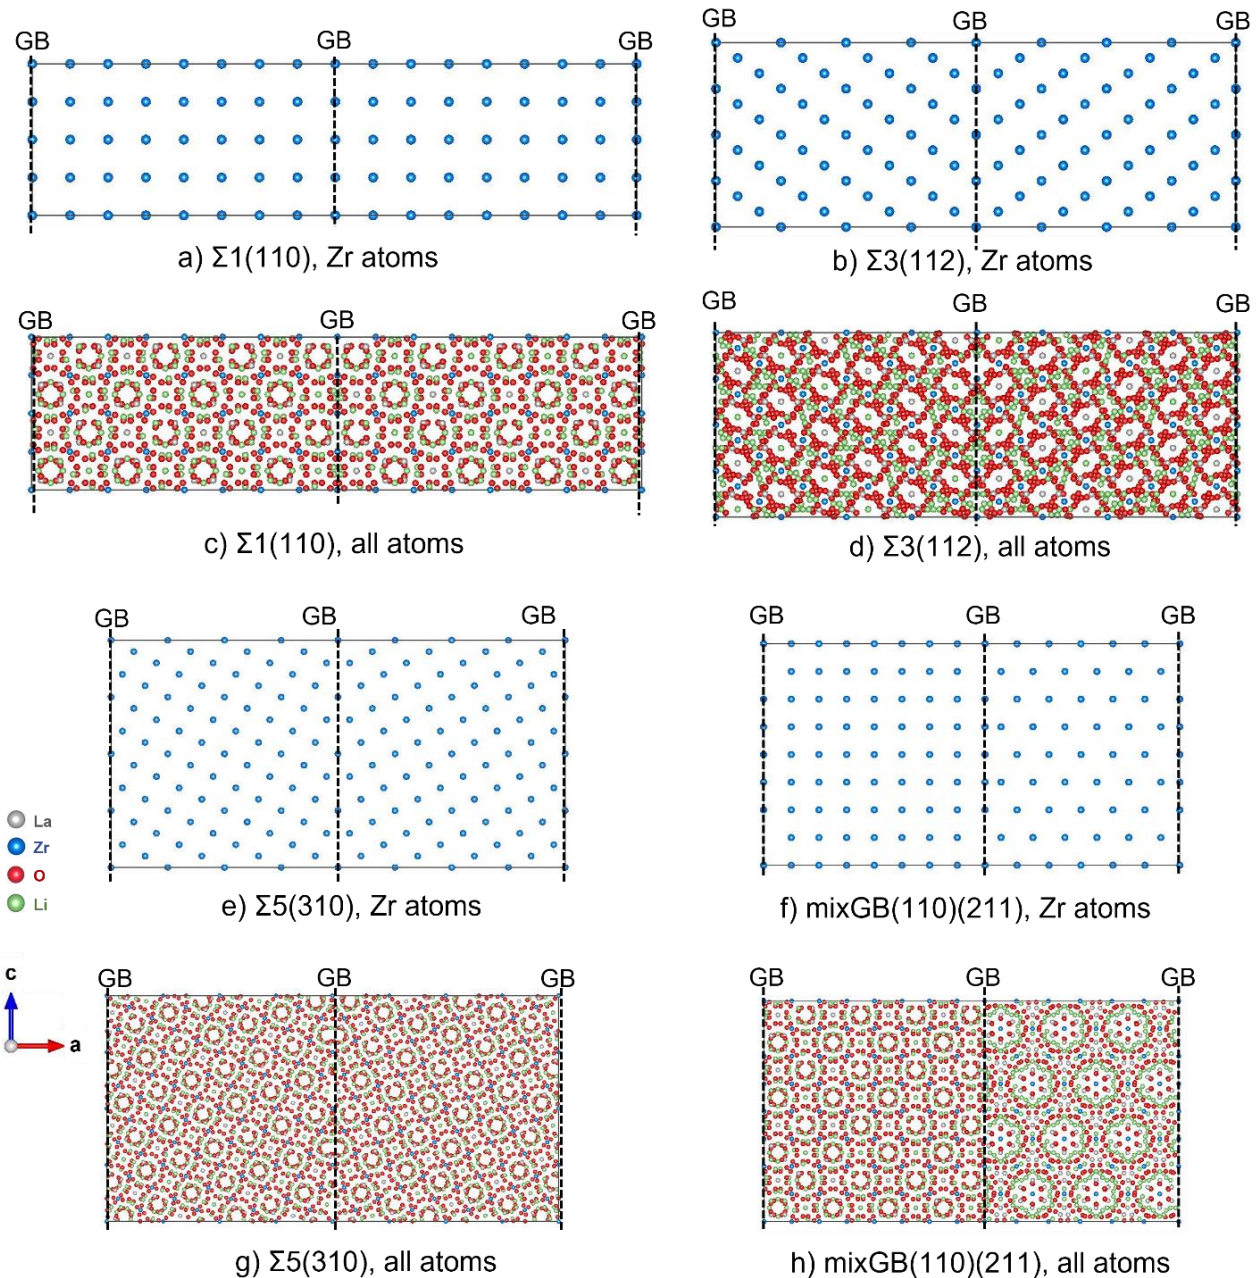 GB GB GB
GB GB GB
a) Σ1(110), Zr atoms
b) Σ3(112), Zr atoms
GB GB GB
GB GB GB
c) Σ1(110), all atoms
d) Σ3(112), all atoms
GB GB GB
GB GB GB
La
Zr
O
Li
e) Σ5(310), Zr atoms
f) mixGB(110)(211), Zr atoms
c
a
GB GB GB
GB GB GB
g) Σ5(310), all atoms
h) mixGB(110)(211), all atoms